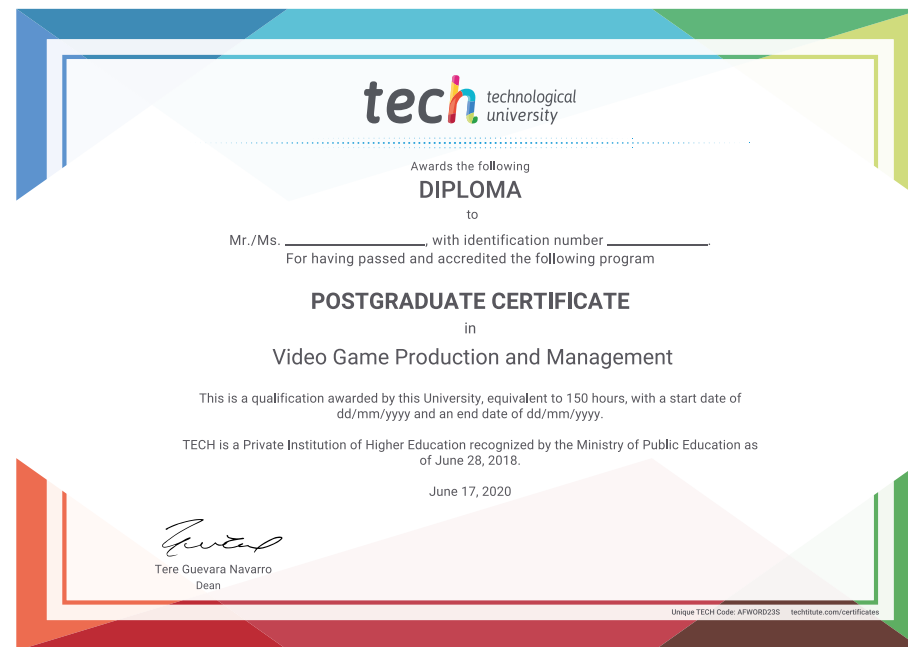 tech technological
university
Awards the following
DIPLOMA
to
Mr./Ms. ____________, with identification number _________.
For having passed and accredited the following program
POSTGRADUATE CERTIFICATE
in
Video Game Production and Management
This is a qualification awarded by this University, equivalent to 150 hours, with a start date of
dd/mm/yyyy and an end date of dd/mm/yyyy.
TECH is a Private Institution of Higher Education recognized by the Ministry of Public Education as
of June 28, 2018.
June 17, 2020
Tere Guevara Navarro
Dean
Unique TECH Code: AFWORD23S techtitute.com/certificates